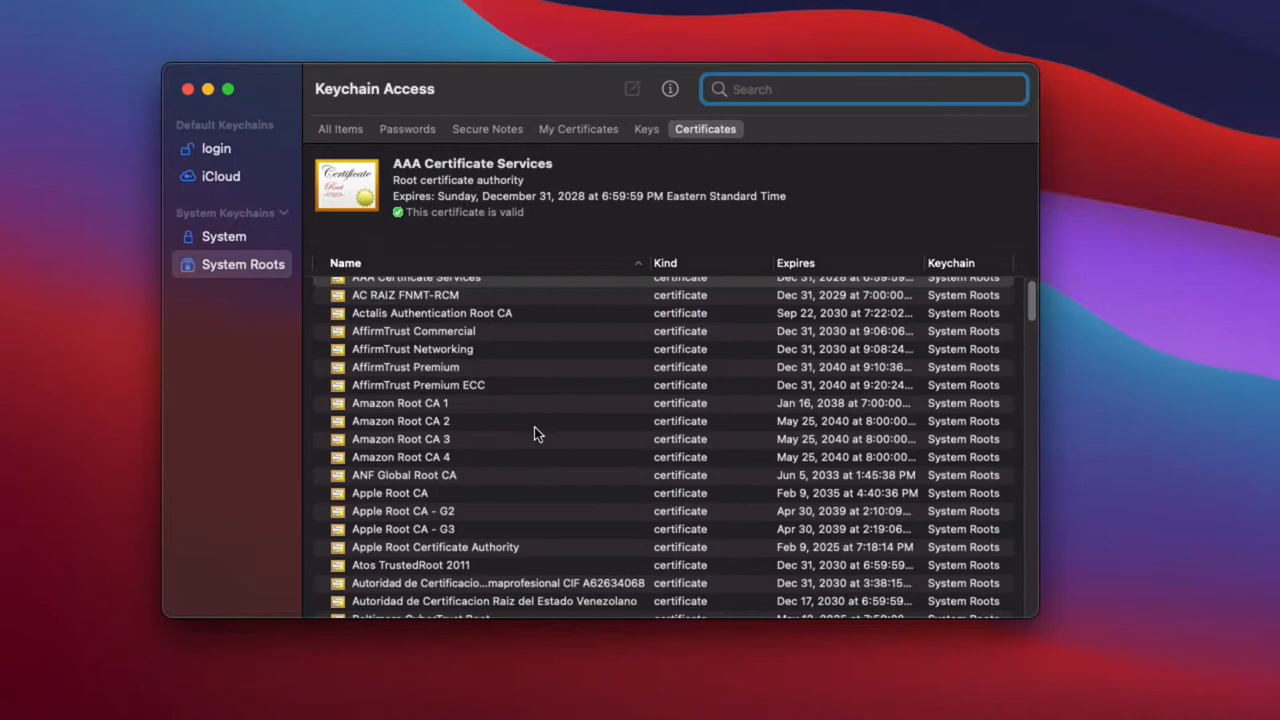 Keychain Access
Search
Default Keychains
login
iCloud
System Keychains
System
System Roots
All Items Passwords Secure Notes My Certificates Keys Certificates
Certificate
Root
AAA Certificate Services
Root certificate authority
Expires: Sunday, December 31, 2028 at 6:59:59 PM Eastern Standard Time
This certificate is valid
Name Kind Expires Keychain
AAA Certificate Services certificate Dec 31, 2028 at 6:59:59... System Roots
AC RAIZ FNMT-RCM certificate Dec 31, 2029 at 7:00:00... System Roots
Actalis Authentication Root CA certificate Sep 22, 2030 at 7:22:02... System Roots
AffirmTrust Commercial certificate Dec 31, 2030 at 9:06:06... System Roots
AffirmTrust Networking certificate Dec 31, 2030 at 9:08:24... System Roots
AffirmTrust Premium certificate Dec 31, 2040 at 9:10:36... System Roots
AffirmTrust Premium ECC certificate Dec 31, 2040 at 9:20:24... System Roots
Amazon Root CA 1 certificate Jan 16, 2038 at 7:00:00... System Roots
Amazon Root CA 2 certificate May 25, 2040 at 8:00:00... System Roots
Amazon Root CA 3 certificate May 25, 2040 at 8:00:00... System Roots
Amazon Root CA 4 certificate May 25, 2040 at 8:00:00... System Roots
ANF Global Root CA certificate Jun 5, 2033 at 1:45:38 PM System Roots
Apple Root CA certificate Feb 9, 2035 at 4:40:36 PM System Roots
Apple Root CA - G2 certificate Apr 30, 2039 at 2:10:09... System Roots
Apple Root CA - G3 certificate Apr 30, 2039 at 2:19:06... System Roots
Apple Root Certificate Authority certificate Feb 9, 2025 at 7:18:14 PM System Roots
Atos TrustedRoot 2011 certificate Dec 31, 2030 at 6:59:59... System Roots
Autoridad de Certificacio...maprofesional CIF A62634068 certificate Dec 31, 2030 at 3:38:15... System Roots
Autoridad de Certificacion Raiz del Estado Venezolano certificate Dec 17, 2030 at 6:59:59... System Roots